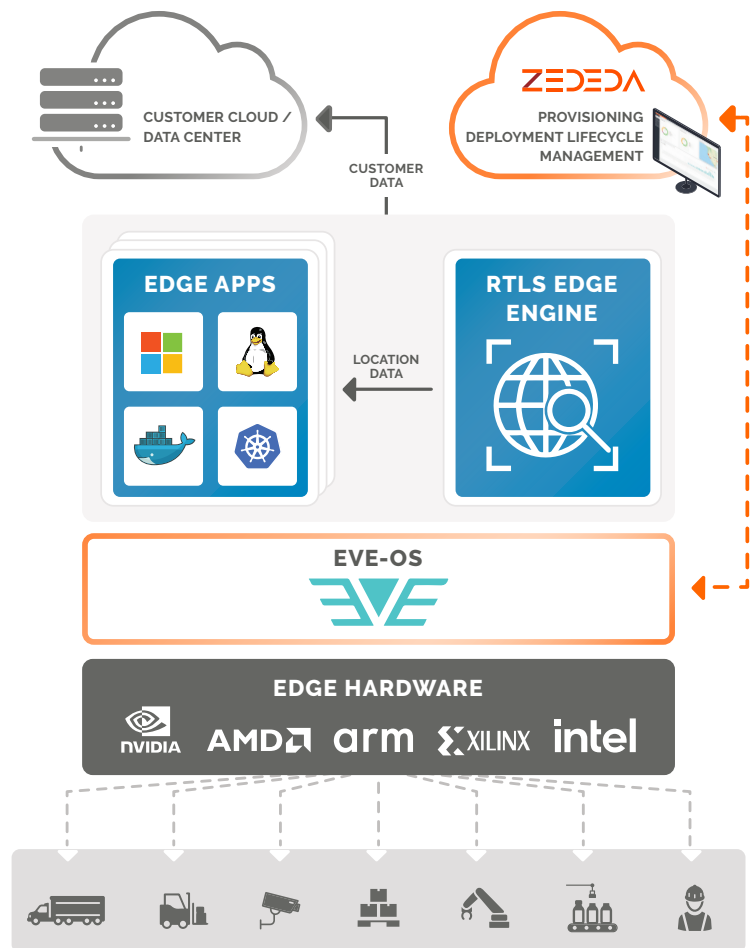 CUSTOMER CLOUD /
DATA CENTER
ZEDEDA
PROVISIONING
DEPLOYMENT LIFECYCLE
MANAGEMENT
CUSTOMER
DATA
EDGE APPS
RTLS EDGE
ENGINE
LOCATION
DATA
EVE-OS
EVE
EDGE HARDWARE
NVIDIA
AMD
arm
XILINX
intel